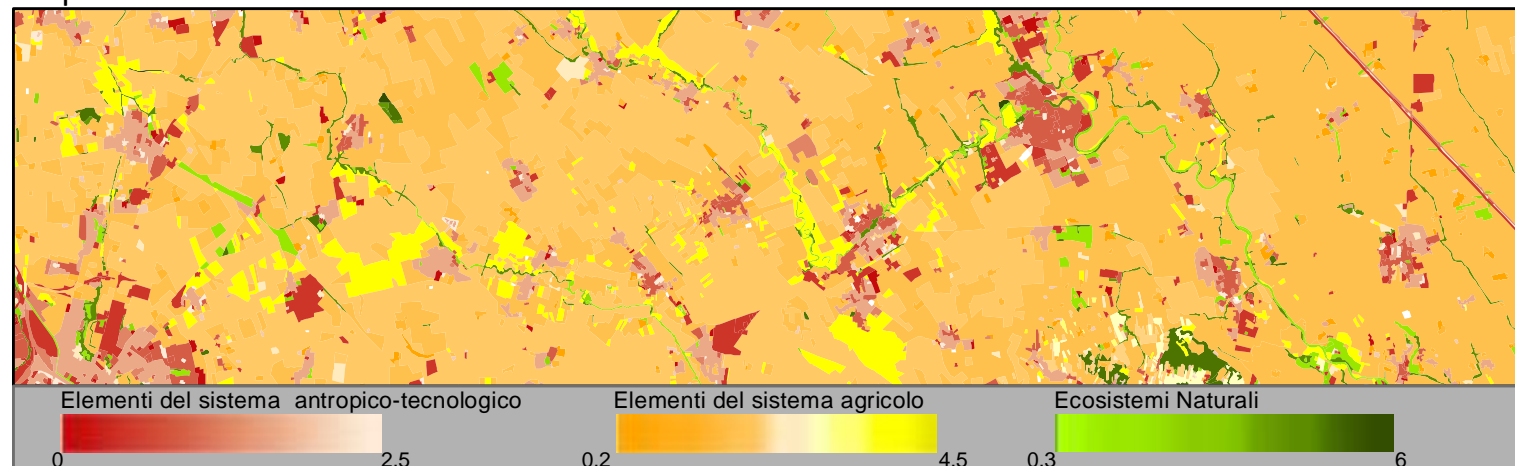 Elementi del sistema antropico-tecnologico
Elementi del sistema agricolo
Ecosistemi Naturali
0
2.5
0.2
4.5
0.3
6